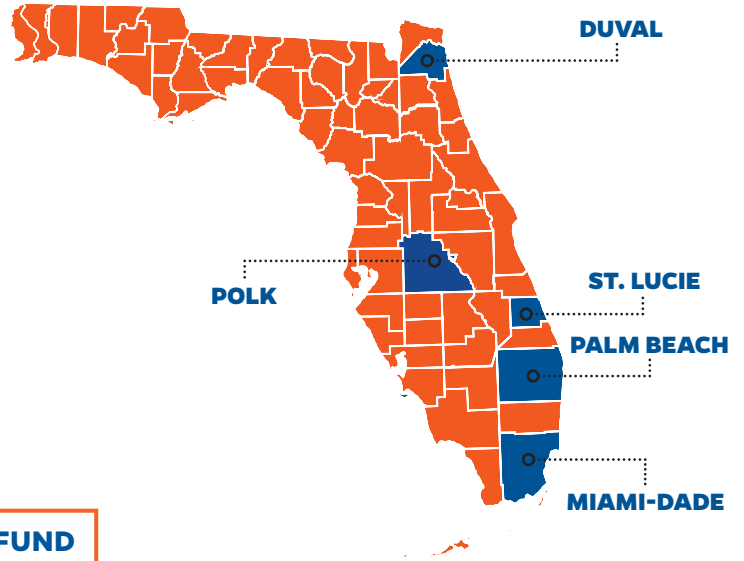 DUVAL
POLK
ST. LUCIE
PALM BEACH
MIAMI-DADE
FUND